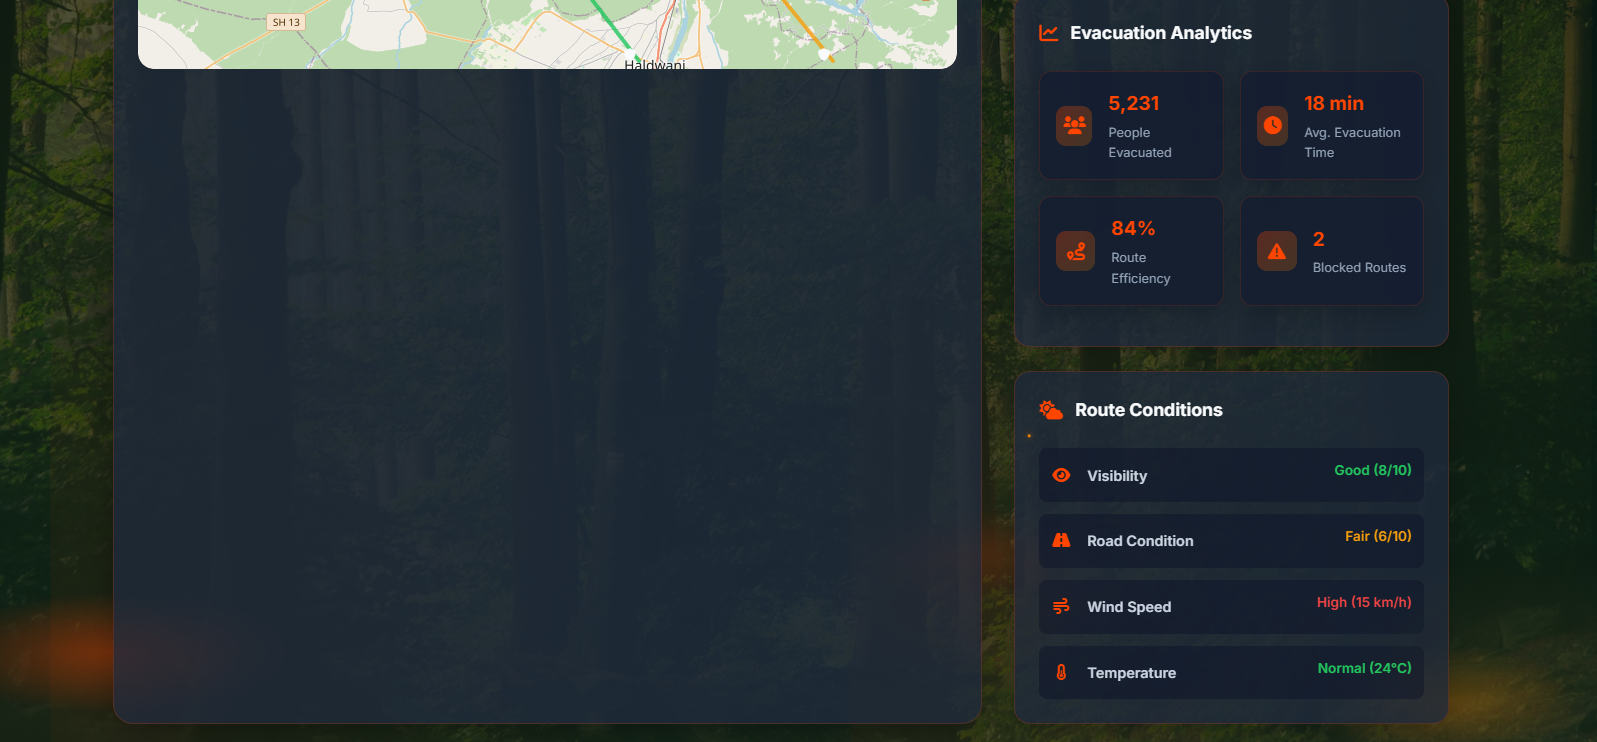 SH 13
Haldwani
Evacuation Analytics
5,231
People
Evacuated
18 min
Avg. Evacuation
Time
84%
Route
Efficiency
2
Blocked Routes
Route Conditions
Visibility
Good (8/10)
Road Condition
Fair (6/10)
Wind Speed
High (15 km/h)
Temperature
Normal (24°C)